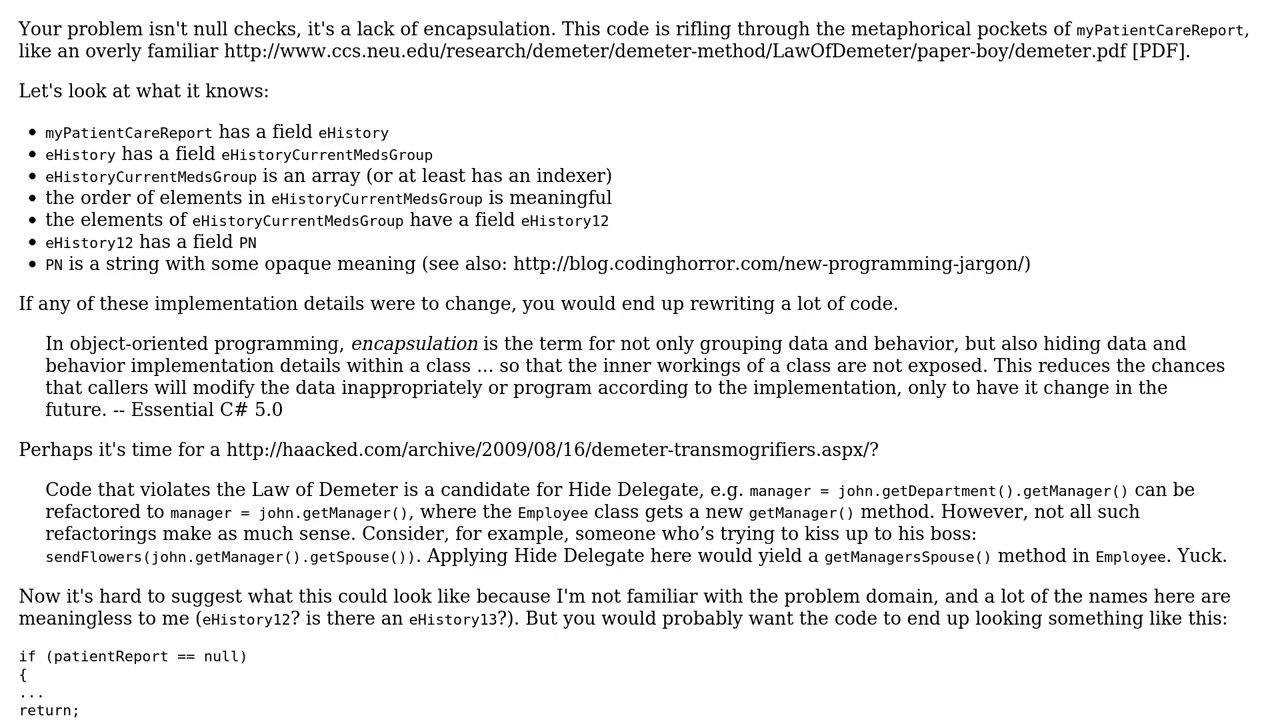 Your problem isn't null checks, it's a lack of encapsulation. This code is rifling through the metaphorical pockets of myPatientCareReport,
like an overly familiar http://www.ccs.neu.edu/research/demeter/demeter-method/LawOfDemeter/paper-boy/demeter.pdf [PDF].
Let's look at what it knows:
• myPatientCareReport has a field eHistory
• eHistory has a field eHistoryCurrentMedsGroup
• eHistoryCurrentMedsGroup is an array (or at least has an indexer)
• the order of elements in eHistoryCurrentMedsGroup is meaningful
• the elements of eHistoryCurrentMedsGroup have a field eHistory12
• eHistory12 has a field PN
• PN is a string with some opaque meaning (see also: http://blog.codinghorror.com/new-programming-jargon/)
If any of these implementation details were to change, you would end up rewriting a lot of code.
In object-oriented programming, encapsulation is the term for not only grouping data and behavior, but also hiding data and
behavior implementation details within a class ... so that the inner workings of a class are not exposed. This reduces the chances
that callers will modify the data inappropriately or program according to the implementation, only to have it change in the
future. -- Essential C# 5.0
Perhaps it's time for a http://haacked.com/archive/2009/08/16/demeter-transmogrifiers.aspx/?
Code that violates the Law of Demeter is a candidate for Hide Delegate, e.g. manager = john.getDepartment().getManager() can be
refactored to manager = john.getManager(), where the Employee class gets a new getManager() method. However, not all such
refactorings make as much sense. Consider, for example, someone who’s trying to kiss up to his boss:
sendFlowers(john.getManager().getSpouse()). Applying Hide Delegate here would yield a getManagersSpouse() method in Employee. Yuck.
Now it's hard to suggest what this could look like because I'm not familiar with the problem domain, and a lot of the names here are
meaningless to me (eHistory12? is there an eHistory13?). But you would probably want the code to end up looking something like this:
if (patientReport == null)
{
...
return;